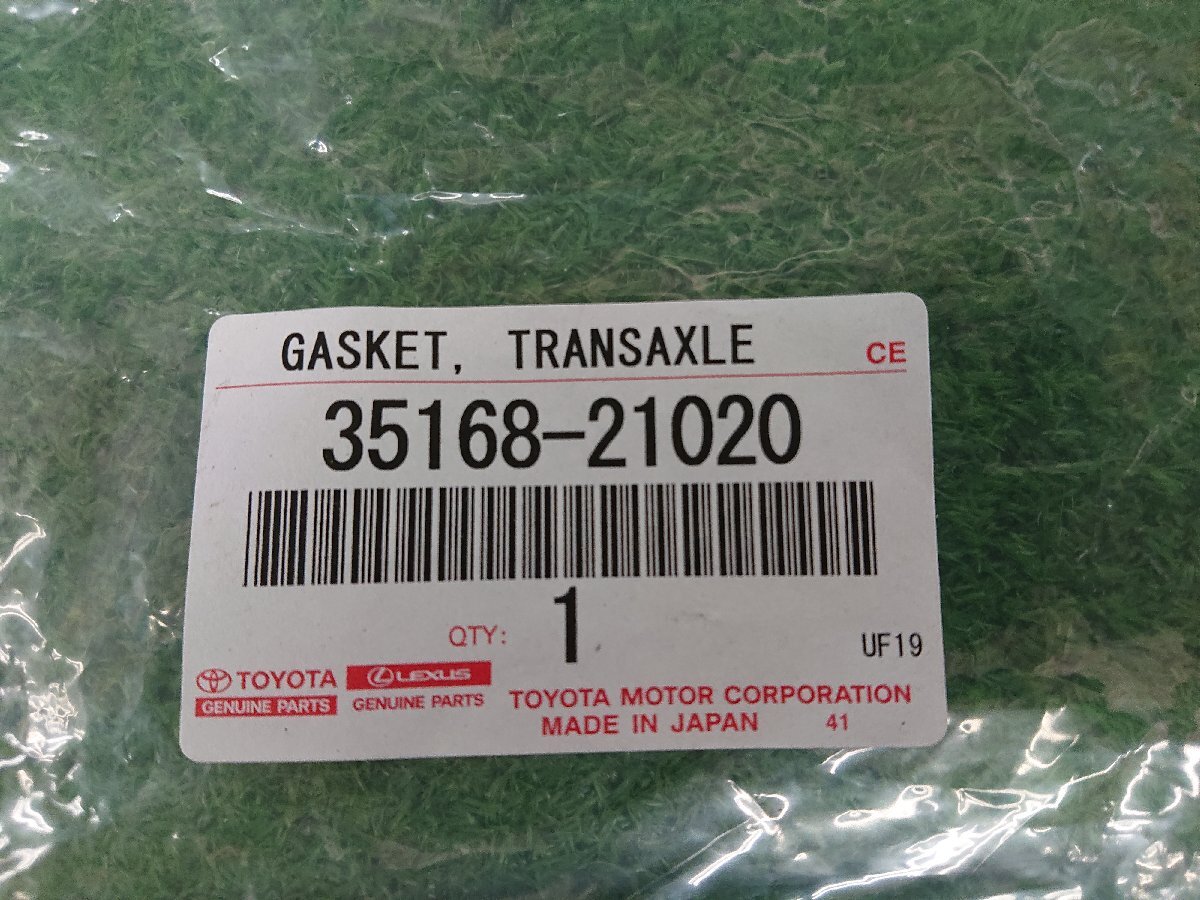 GASKET, TRANSAXLE
CE
35168-21020
QTY: 1
UF19
TOYOTA LEXUS
GENUINE PARTS GENUINE PARTS
TOYOTA MOTOR CORPORATION
MADE IN JAPAN 41